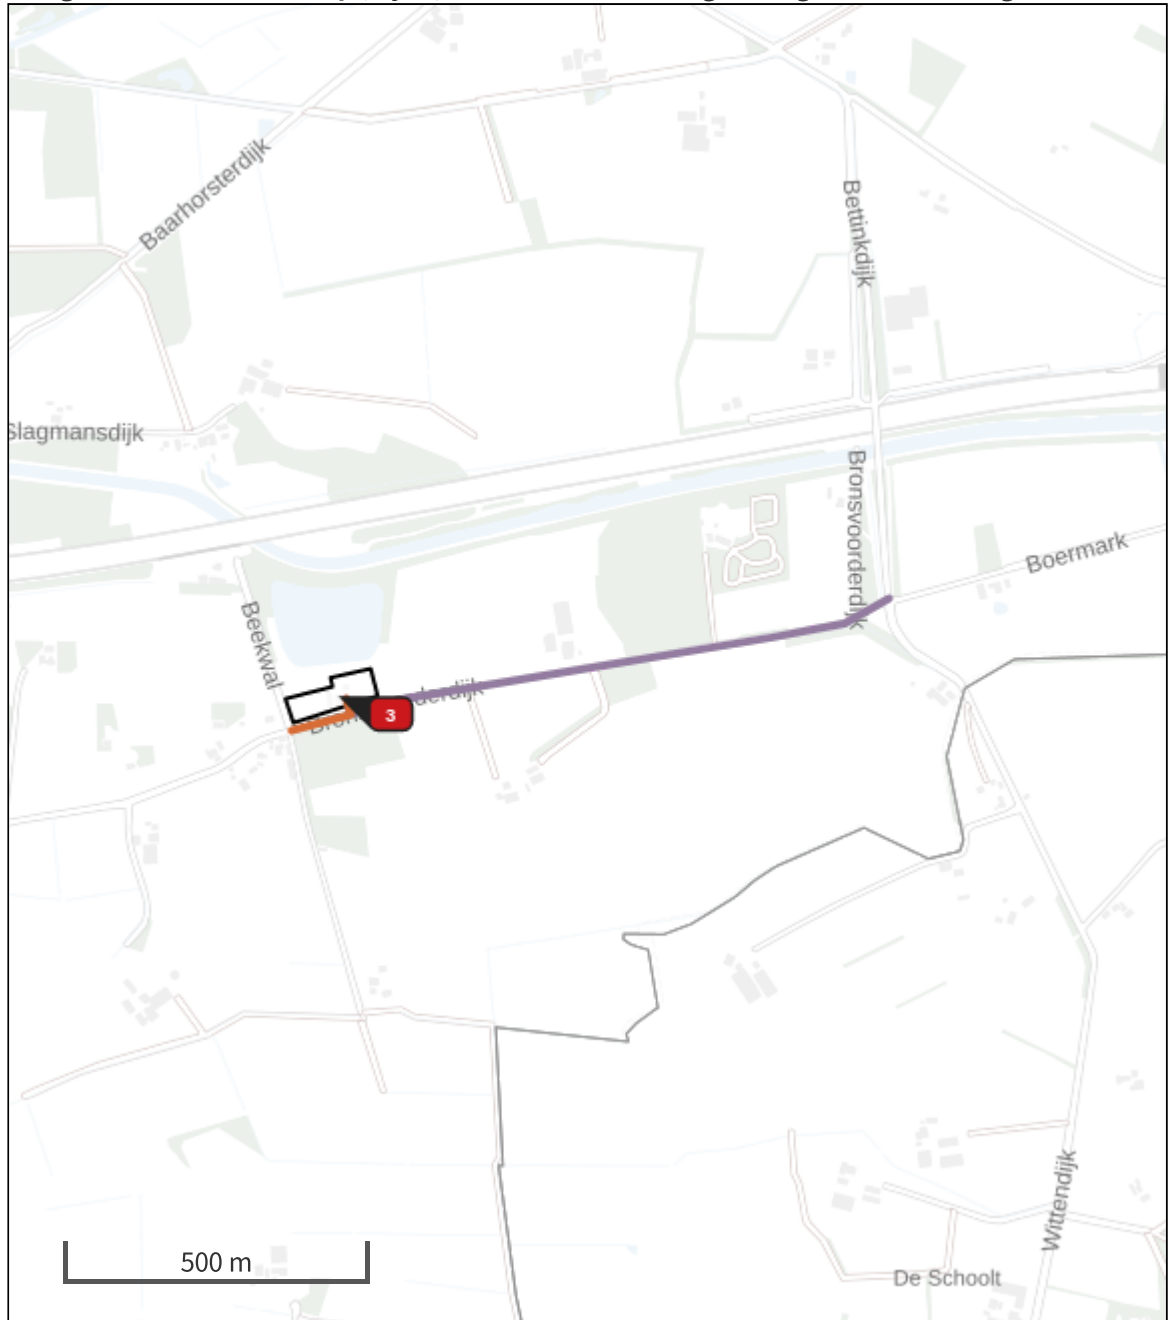 Baarhorsterdijk
Bettinkdijk
Slagmansdijk
Bronsvoorderdijk
Boermark
Beekwal
3
500 m
Wittendijk
De Schoolt